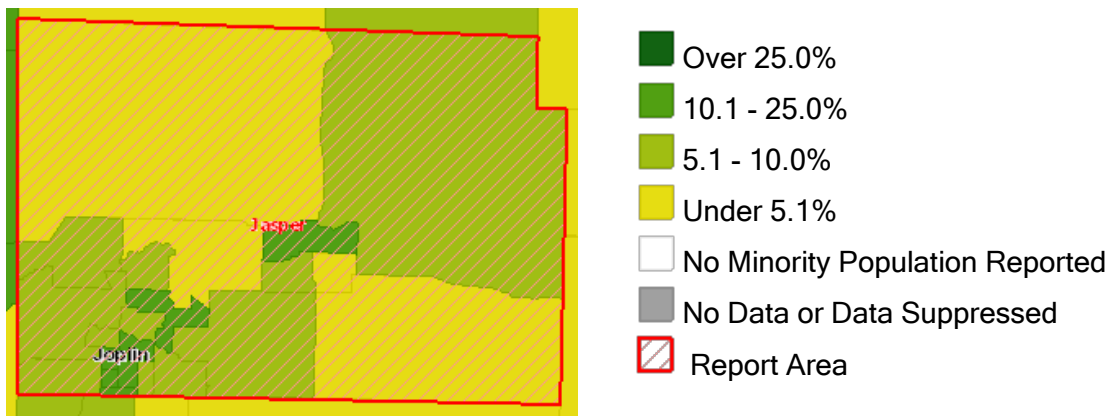 Over 25.0%
10.1 - 25.0%
5.1 - 10.0%
Under 5.1%
No Minority Population Reported
No Data or Data Suppressed
Report Area
Jasper
Joplin